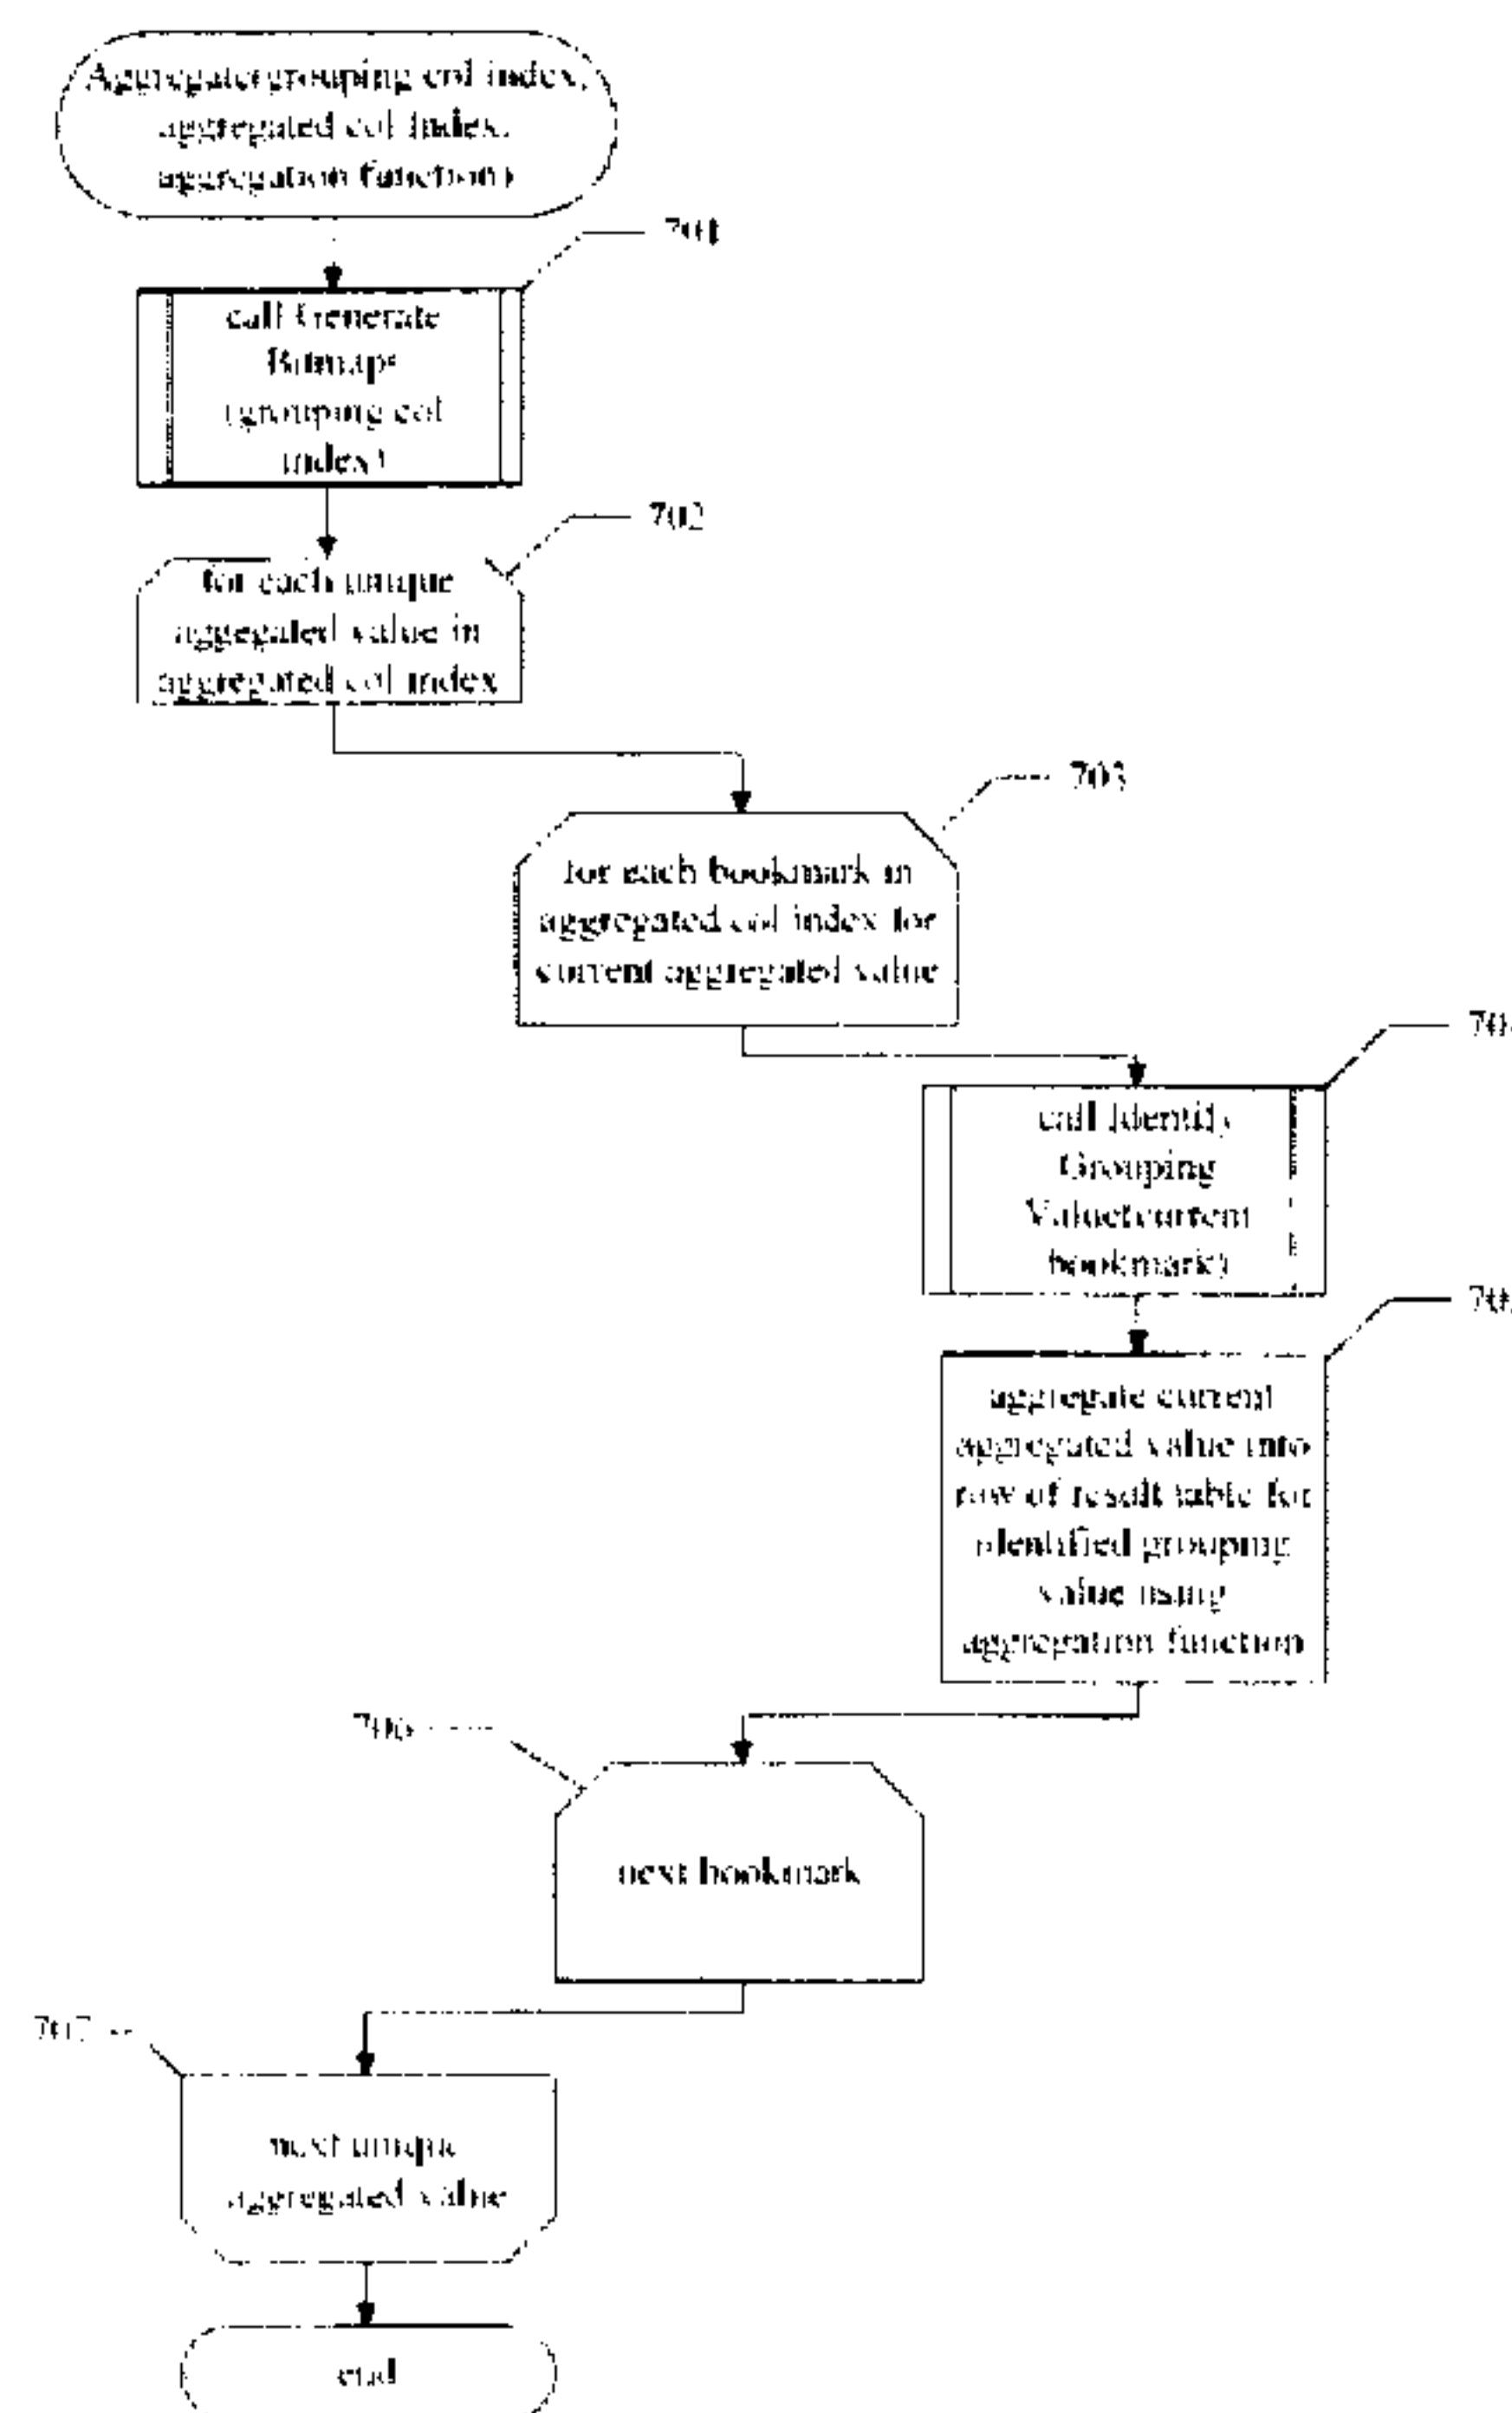 Aggregate(grouping col index,
aggregated col index,
aggregation function)
701
call Generate
Bitmaps
(grouping col
index)
702
for each unique
aggregated value in
aggregated col index
703
for each bookmark in
aggregated col index for
current aggregated value
70
call Identify
Grouping
Value(current
bookmark)
70
aggregate current
aggregated value into
row of result table for
identified grouping
value using
aggregation function
706
next bookmark
707
next unique
aggregated value
end